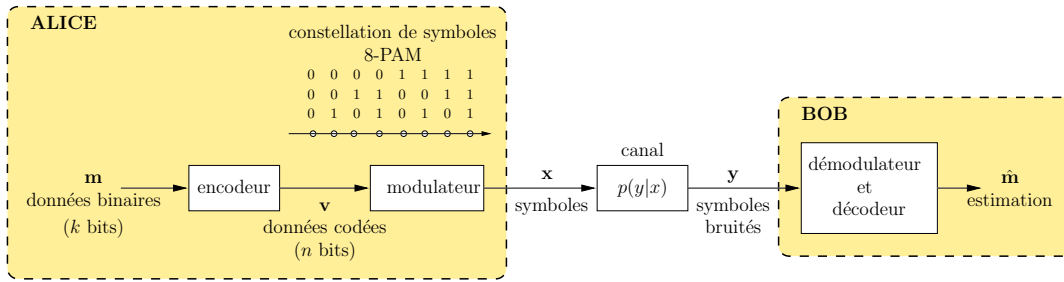 ALICE
constellation de symboles
8-PAM
0 0 0 0 1 1 1 1
0 0 1 1 0 0 1 1
0 1 0 1 0 1 0 1
m
données binaires
(k bits)
encodeur
v
données codées
(n bits)
modulateur
x
symboles
canal
p(y|x)
y
symboles
bruités
BOB
démodulateur
et
décodeur
m̂
estimation